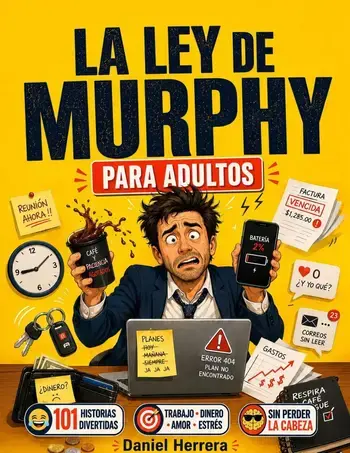 LA LEY DE
MURPHY
PARA ADULTOS
REUNIÓN
AHORA !!
CAFÉ
Y
PACIENCIA
BATERÍA
2%
FACTURA
VENCIDA
$1,285.00
0
¿Y YO QUÉ?
23
CORREOS
SIN LEER
PLANES
HOY
MAÑANA
SIEMPRE
JA JA JA
ERROR 404
PLAN NO
ENCONTRADO
GASTOS
¿DINERO?
RESPIRA
CAFÉ
SIGUE
101 HISTORIAS
DIVERTIDAS
TRABAJO • DINERO
• AMOR • ESTRÉS
SIN PERDER
LA CABEZA
Daniel Herrera